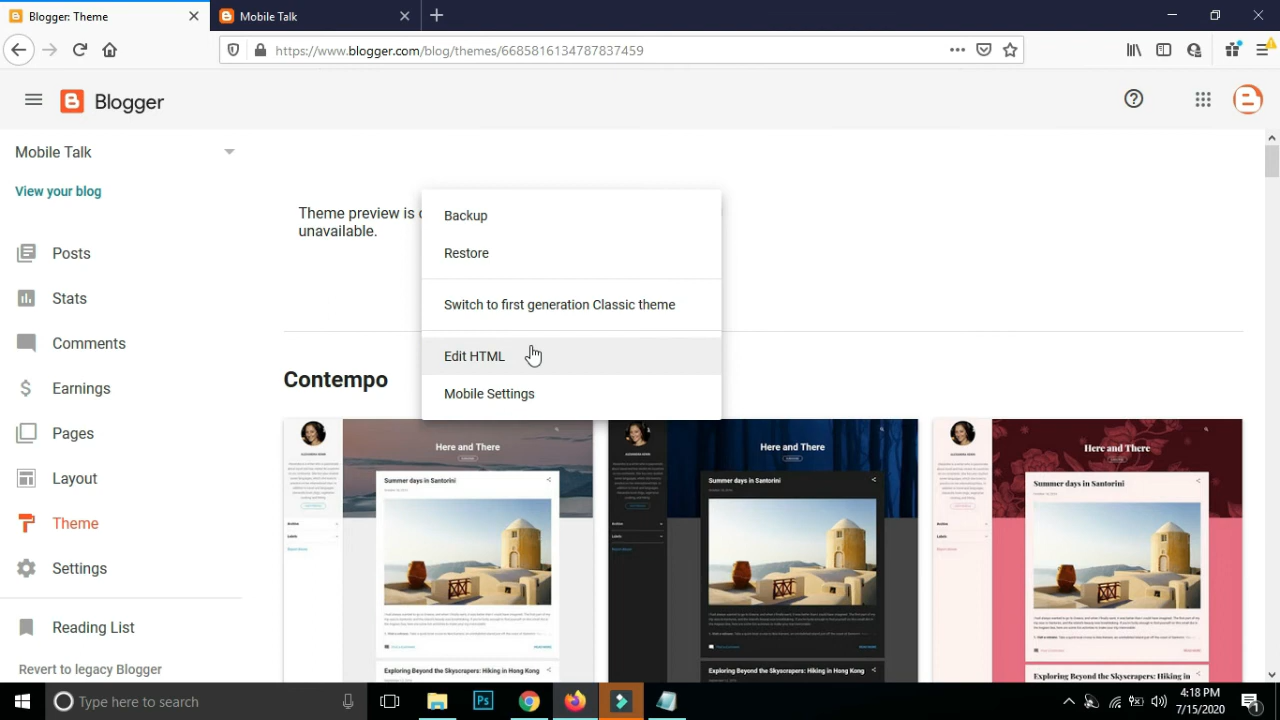 Blogger: Theme
Mobile Talk
https://www.blogger.com/blog/themes/6685816134787837459
Blogger
Mobile Talk
View your blog
Posts
Stats
Comments
Earnings
Pages
Layout
Theme
Settings
Reading List
Revert to legacy Blogger
Theme preview is
unavailable.
Backup
Restore
Switch to first generation Classic theme
Edit HTML
Mobile Settings
Contempo
Here and There
Summer days in Santorini
Exploring Beyond the Skyscrapers: Hiking in Hong Kong
Here and There
Summer days in Santorini
Exploring Beyond the Skyscrapers: Hiking in Hong Kong
Here and There
Summer days in Santorini
Exploring Beyond the Skyscrapers: Hiking in
Type here to search
Ps
4:18 PM
7/15/2020
1